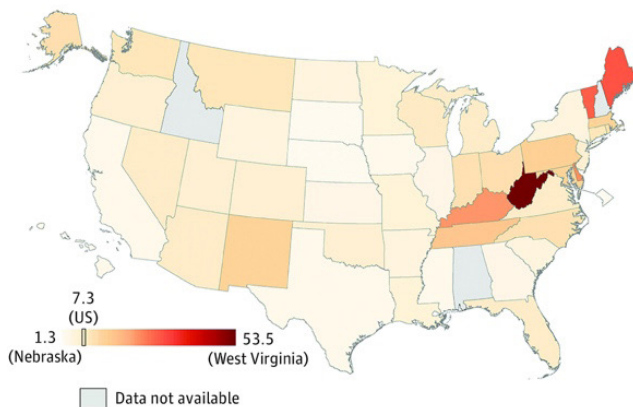 7.3
(US)
1.3
53.5
(Nebraska)
(West Virginia)
Data not available